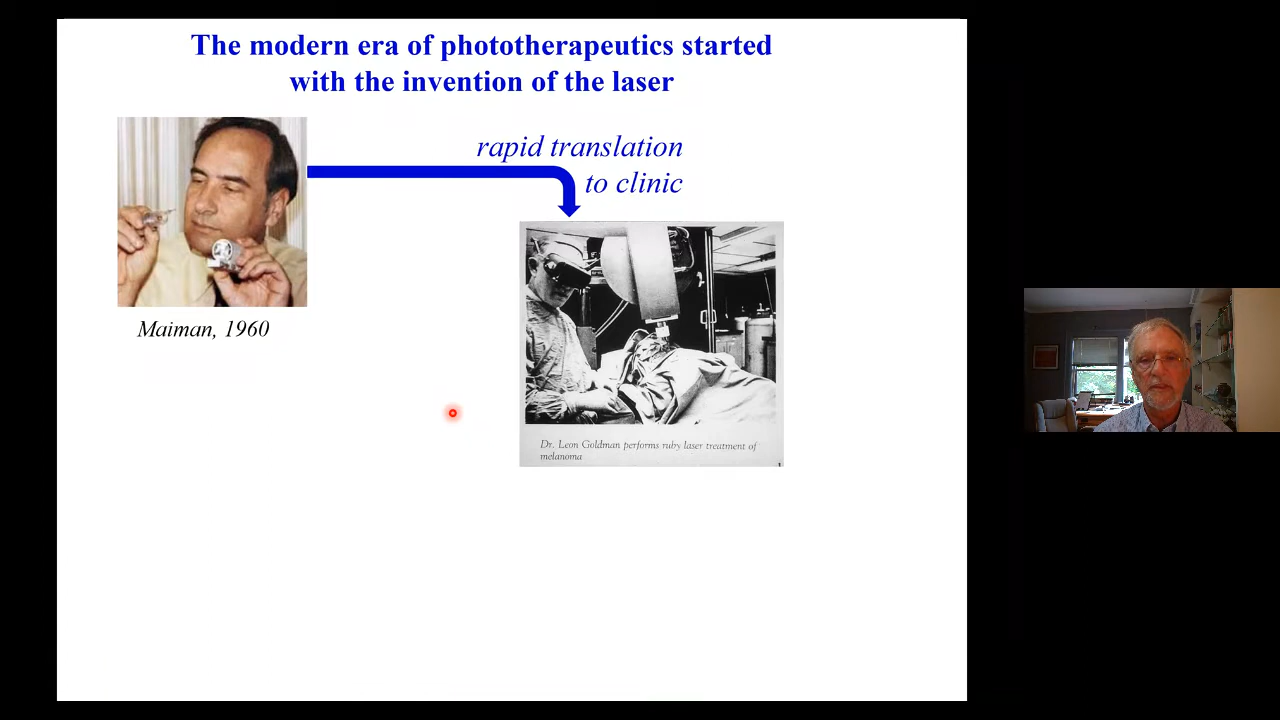 The modern era of phototherapeutics started
with the invention of the laser
rapid translation
to clinic
Maiman, 1960
Dr. Leon Goldman performs ruby laser treatment of
melanoma